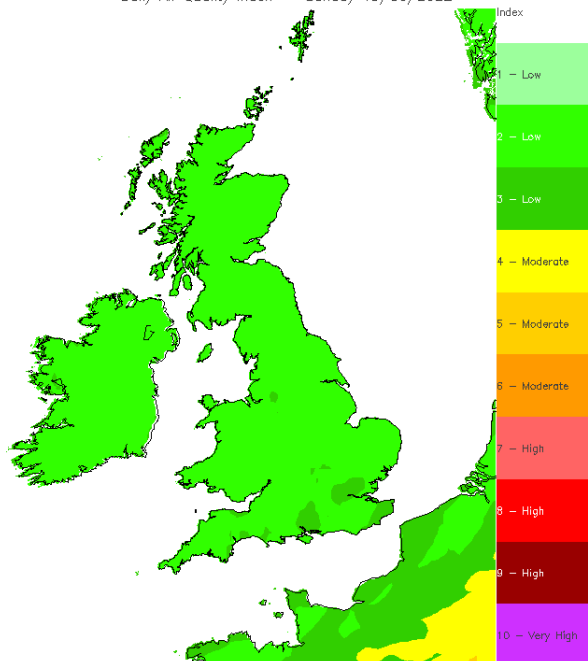 Index
1 – Low
2 – Low
3 – Low
4 – Moderate
5 – Moderate
6 – Moderate
7 – High
8 – High
9 – High
10 – Very High